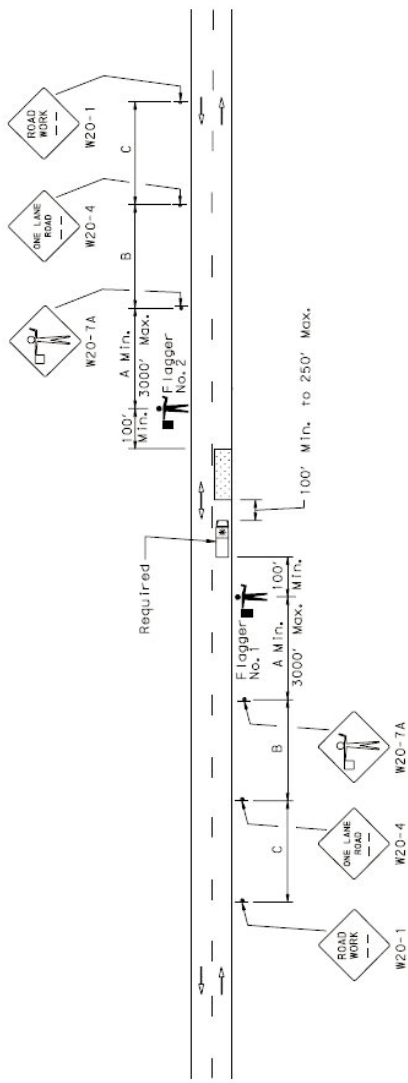 ROAD
WORK
W20-1
C
ONE LANE
ROAD
W20-4
B
W20-7A
A Min.
3000' Max.
100'
Min.
Flagger
No. 2
Required
100' Min. to 250' Max.
Flagger
No. 1
100'
Min.
A Min.
3000' Max.
B
C
W20-7A
ONE LANE
ROAD
W20-4
ROAD
WORK
W20-1